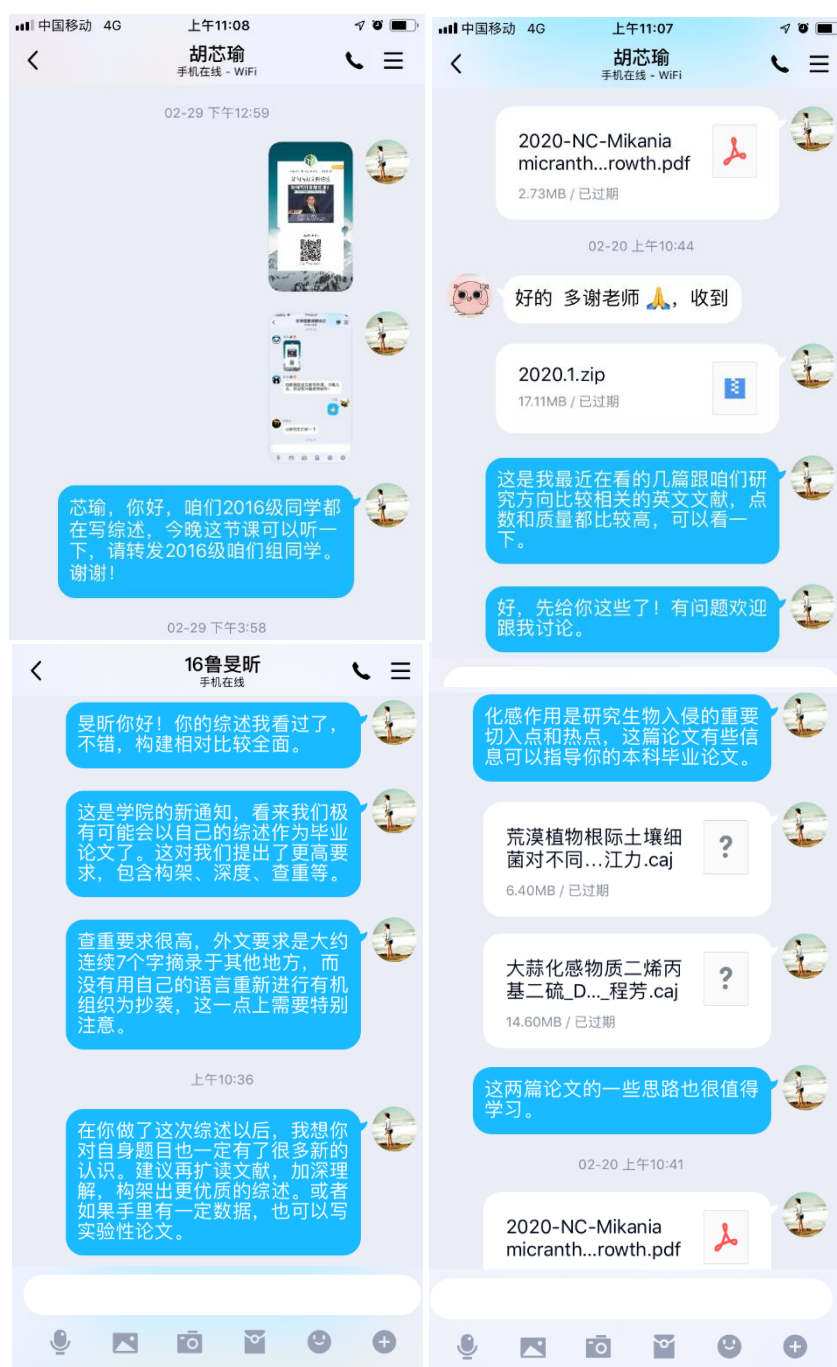 中国移动 4G 上午11:08
胡芯瑜
手机在线 - WiFi
02-29 下午12:59
芯瑜，你好，咱们2016级同学都
在写综述，今晚这节课可以听一
下，请转发2016级咱们组同学。
谢谢！
02-29 下午3:58
中国移动 4G 上午11:07
胡芯瑜
手机在线 - WiFi
2020-NC-Mikania
micranth...rowth.pdf
2.73MB / 已过期
02-20 上午10:44
好的 多谢老师🙏，收到
2020.1.zip
17.11MB / 已过期
这是我最近在看的几篇跟咱们研
究方向比较相关的英文文献，点
数和质量都比较高，可以看一
下。
好，先给你这些了！有问题欢迎
跟我讨论。
16鲁旻昕
手机在线
旻昕你好！你的综述我看过了，
不错，构建相对比较全面。
这是学院的新通知，看来我们极
有可能会以自己的综述作为毕业
论文了。这对我们提出了更高要
求，包含构架、深度、查重等。
查重要求很高，外文要求是大约
连续7个字摘录于其他地方，而
没有用自己的语言重新进行有机
组织为抄袭，这一点上需要特别
注意。
上午10:36
在你做了这次综述以后，我想你
对自身题目也一定有了很多新的
认识。建议再扩读文献，加深理
解，构架出更优质的综述。或者
如果手里有一定数据，也可以写
实验性论文。
化感作用是研究生物入侵的重要
切入点和热点，这篇论文有些信
息可以指导你的本科毕业论文。
荒漠植物根际土壤细
菌对不同...江力.caj
6.40MB / 已过期
大蒜化感物质二烯丙
基二硫_D..._程芳.caj
14.60MB / 已过期
这两篇论文的一些思路也很值得
学习。
02-20 上午10:41
2020-NC-Mikania
micranth...rowth.pdf